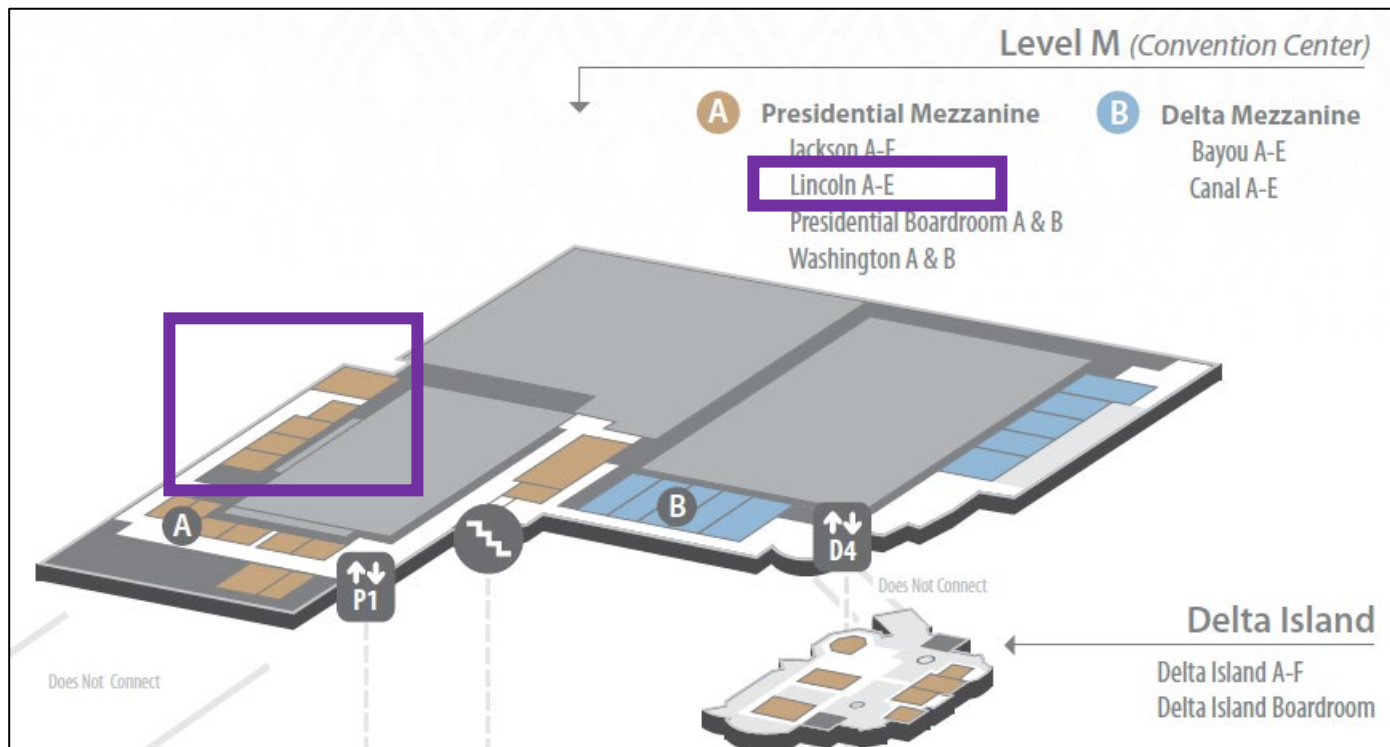 Level M (Convention Center)
A Presidential Mezzanine
Jackson A-F
Lincoln A-E
Presidential Boardroom A & B
Washington A & B
B Delta Mezzanine
Bayou A-E
Canal A-E
A
B
P1
D4
Does Not Connect
Does Not Connect
Delta Island
Delta Island A-F
Delta Island Boardroom